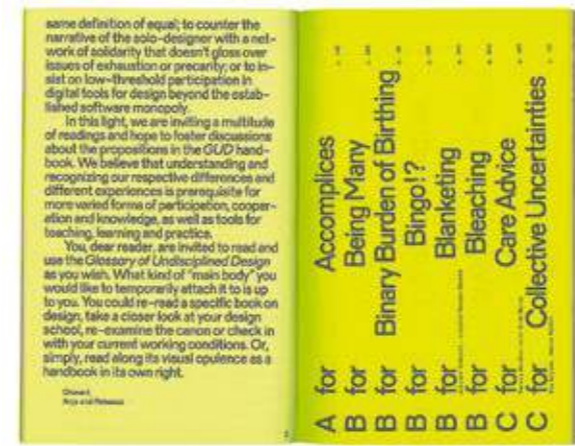 same definition of equal; to counter the
narrative of the solo-designer with a net-
work of solidarity that doesn't gloss over
issues of exhaustion or precarity; or to in-
sist on low-threshold participation in
digital tools for design beyond the estab-
lished software monopoly.
In this light, we are inviting a multitude
of readings and hope to foster discussions
about the propositions in the GUD hand-
book. We believe that understanding and
recognizing our respective differences and
different experiences is prerequisite for
more varied forms of participation, cooper-
ation and knowledge, as well as tools for
teaching, learning and practice.
You, dear reader, are invited to read and
use the Glossary of Undisciplined Design
as you wish. What kind of "main body" you
would like to temporarily attach it to is up
to you. You could re-read a specific book on
design, take a closer look at your design
school, re-examine the canon or check in
with your current working conditions. Or,
simply, read along its visual opulence as a
handbook in its own right.
Anja and Rebecca
A for Accomplices
B for Being Many
B for Binary Burden of Birthing
B for Bingo!?
B for Blanketing
B for Bleaching
C for Care Advice
C for Collective Uncertainties